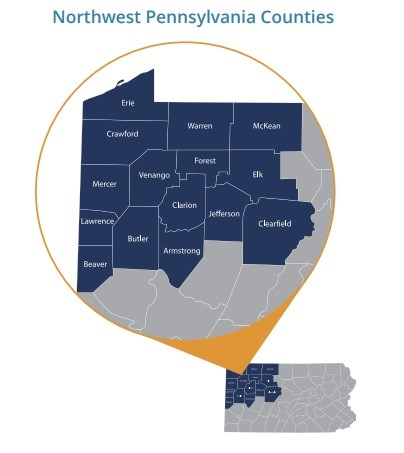 Northwest Pennsylvania Counties
Erie
Warren
McKean
Crawford
Forest
Venango
Elk
Mercer
Clarion
Jefferson
Lawrence
Clearfield
Butler
Armstrong
Beaver